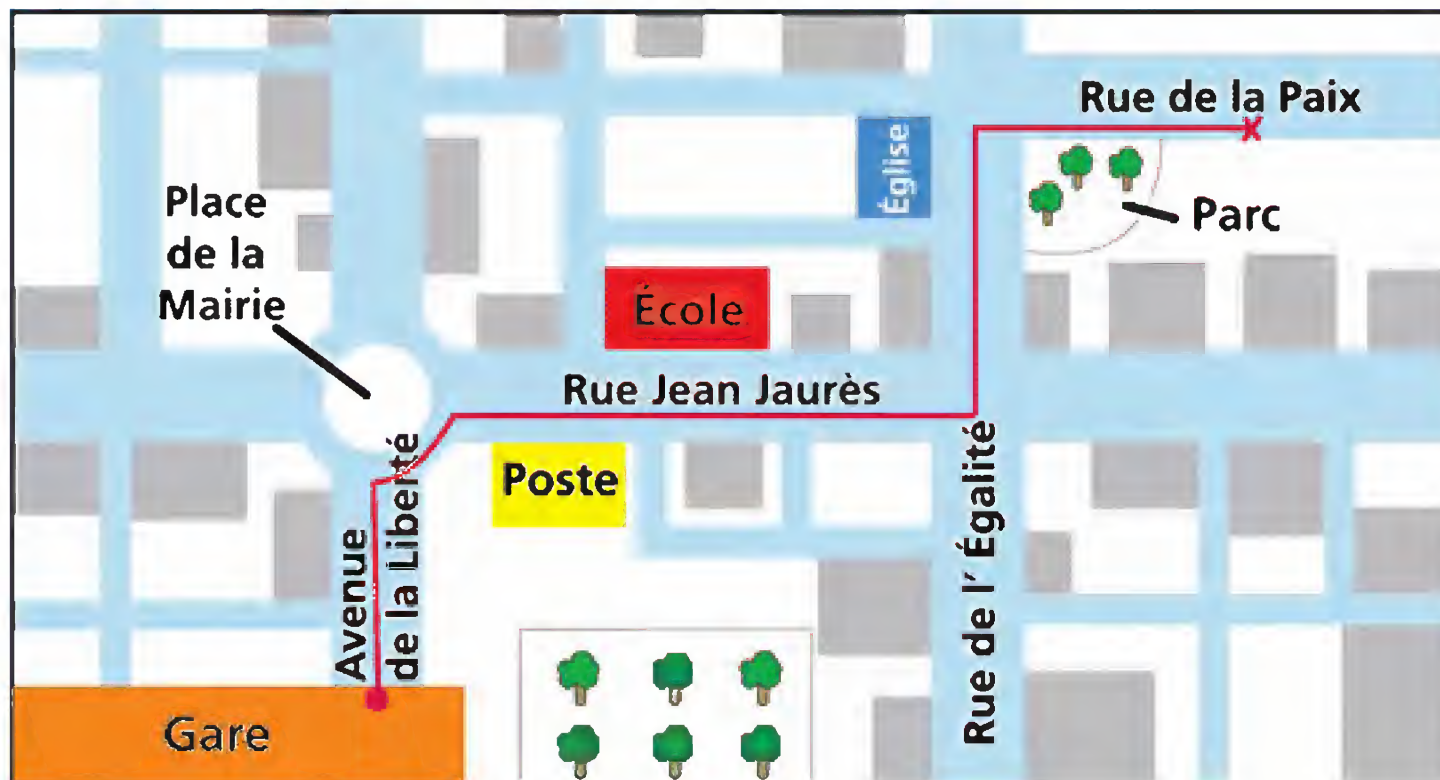 Rue de la Paix
Église
Place
de la
Mairie
Parc
École
Rue Jean Jaurès
Poste
Avenue
de la Liberté
Rue de l' Égalité
Gare